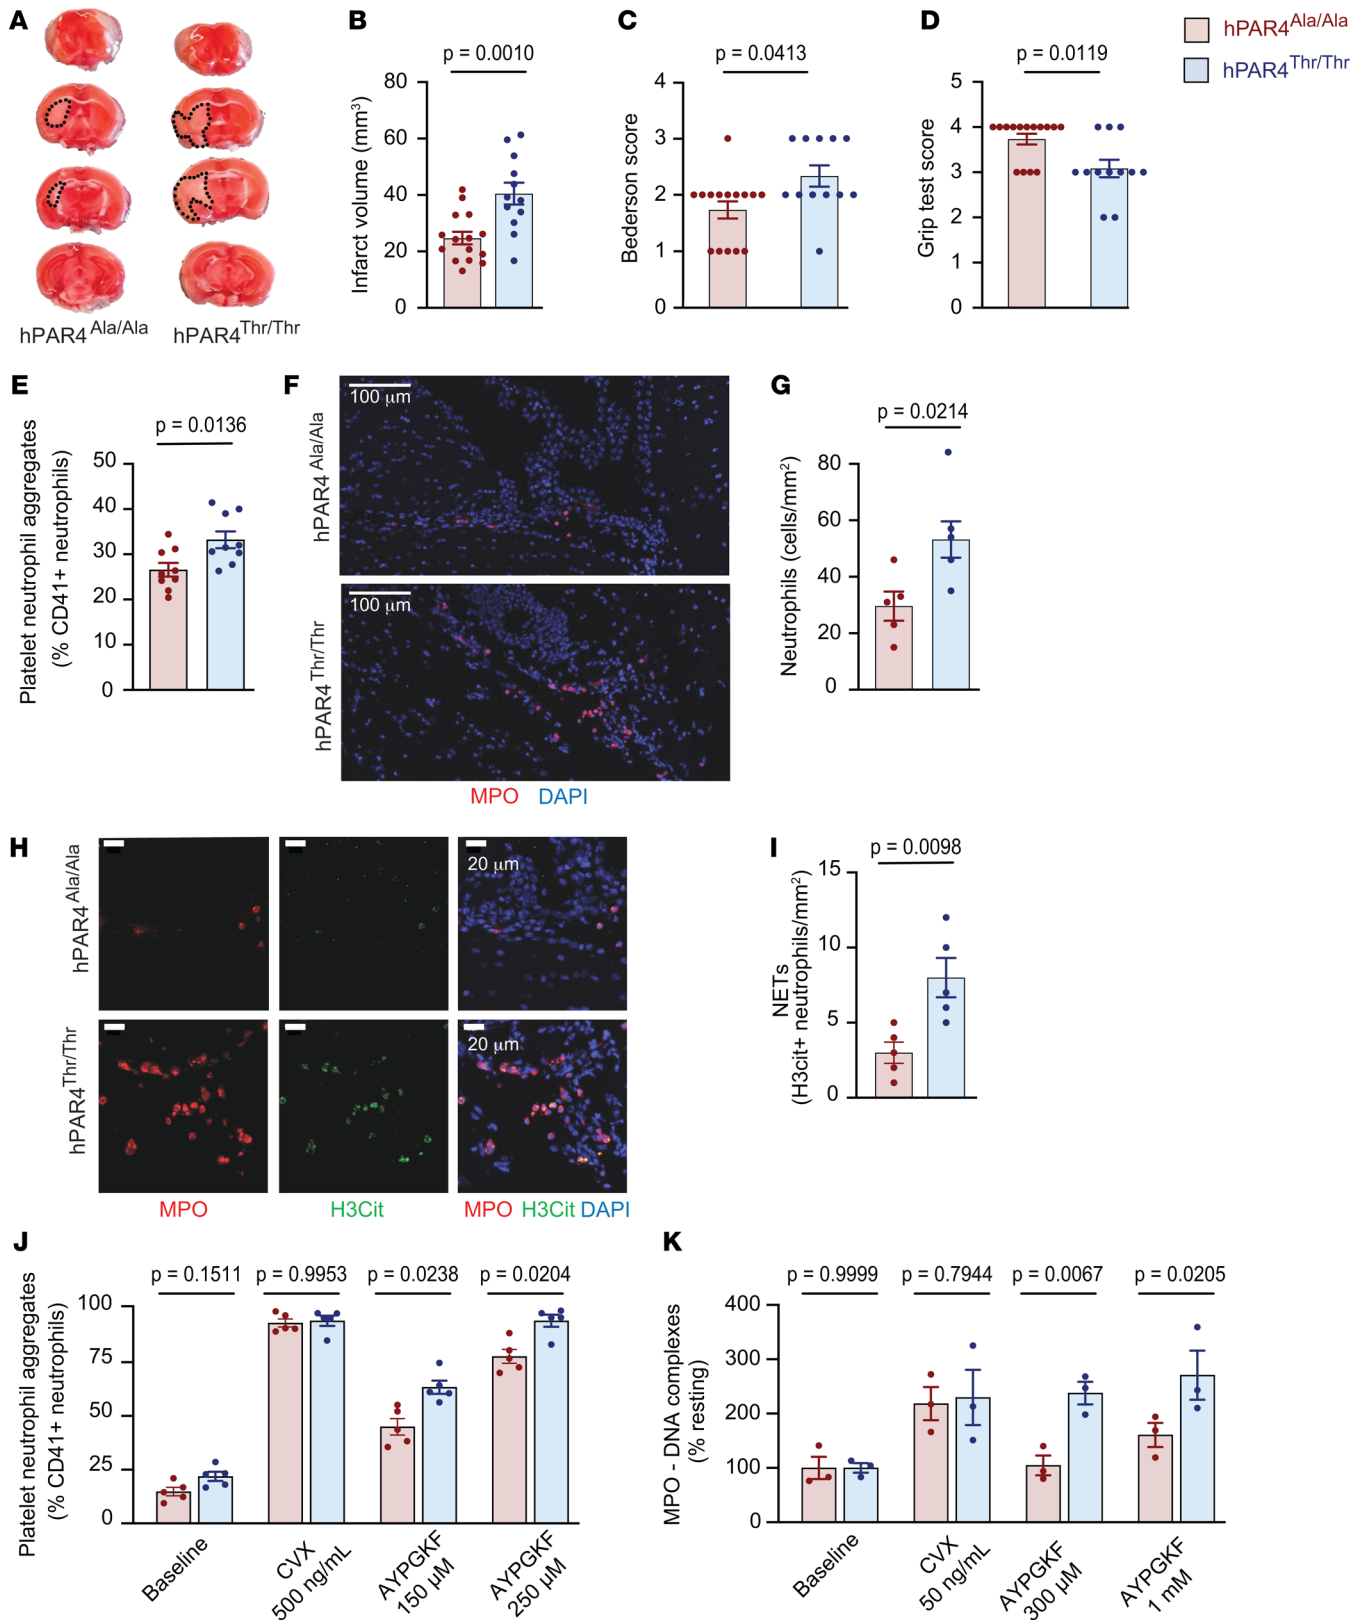 A
hPAR4 Ala/Ala
hPAR4Thr/Thr
B
p = 0.0010
Infarct volume (mm3)
80
60
40
20
0
C
p = 0.0413
Bederson score
4
3
2
1
0
D
p = 0.0119
Grip test score
5
4
3
2
1
0
hPAR4Ala/Ala
hPAR4Thr/Thr
E
p = 0.0136
Platelet neutrophil aggregates
(% CD41+ neutrophils)
50
40
30
20
10
0
F
hPAR4 Ala/Ala
100 µm
hPAR4Thr/Thr
100 µm
MPO DAPI
G
p = 0.0214
Neutrophils (cells/mm2)
80
60
40
20
0
H
hPAR4Ala/Ala
20 µm
hPAR4Thr/Thr
20 µm
MPO
H3Cit
MPO H3Cit DAPI
I
p = 0.0098
NETs
(H3cit+ neutrophils/mm2)
15
10
5
0
J
p = 0.1511
p = 0.9953
p = 0.0238
p = 0.0204
Platelet neutrophil aggregates
(% CD41+ neutrophils)
100
75
50
25
0
Baseline
CVX
500 ng/mL
AYPGKF
150 µM
AYPGKF
250 µM
K
p = 0.9999
p = 0.7944
p = 0.0067
p = 0.0205
MPO - DNA complexes
(% resting)
400
300
200
100
0
Baseline
CVX
50 ng/mL
AYPGKF
300 µM
AYPGKF
1 mM